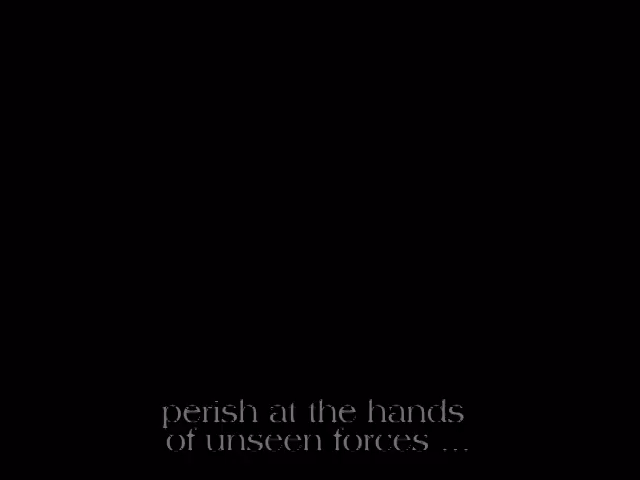 perish at the hands
of unseen forces ...